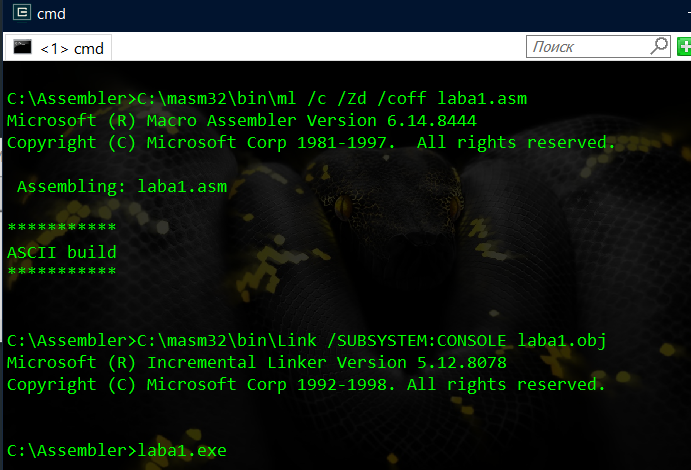 cmd
<1> cmd
Поиск
C:\Assembler>C:\masm32\bin\ml /c /Zd /coff laba1.asm
Microsoft (R) Macro Assembler Version 6.14.8444
Copyright (C) Microsoft Corp 1981-1997.  All rights reserved.
Assembling: laba1.asm
***********
ASCII build
***********
C:\Assembler>C:\masm32\bin\Link /SUBSYSTEM:CONSOLE laba1.obj
Microsoft (R) Incremental Linker Version 5.12.8078
Copyright (C) Microsoft Corp 1992-1998. All rights reserved.
C:\Assembler>laba1.exe